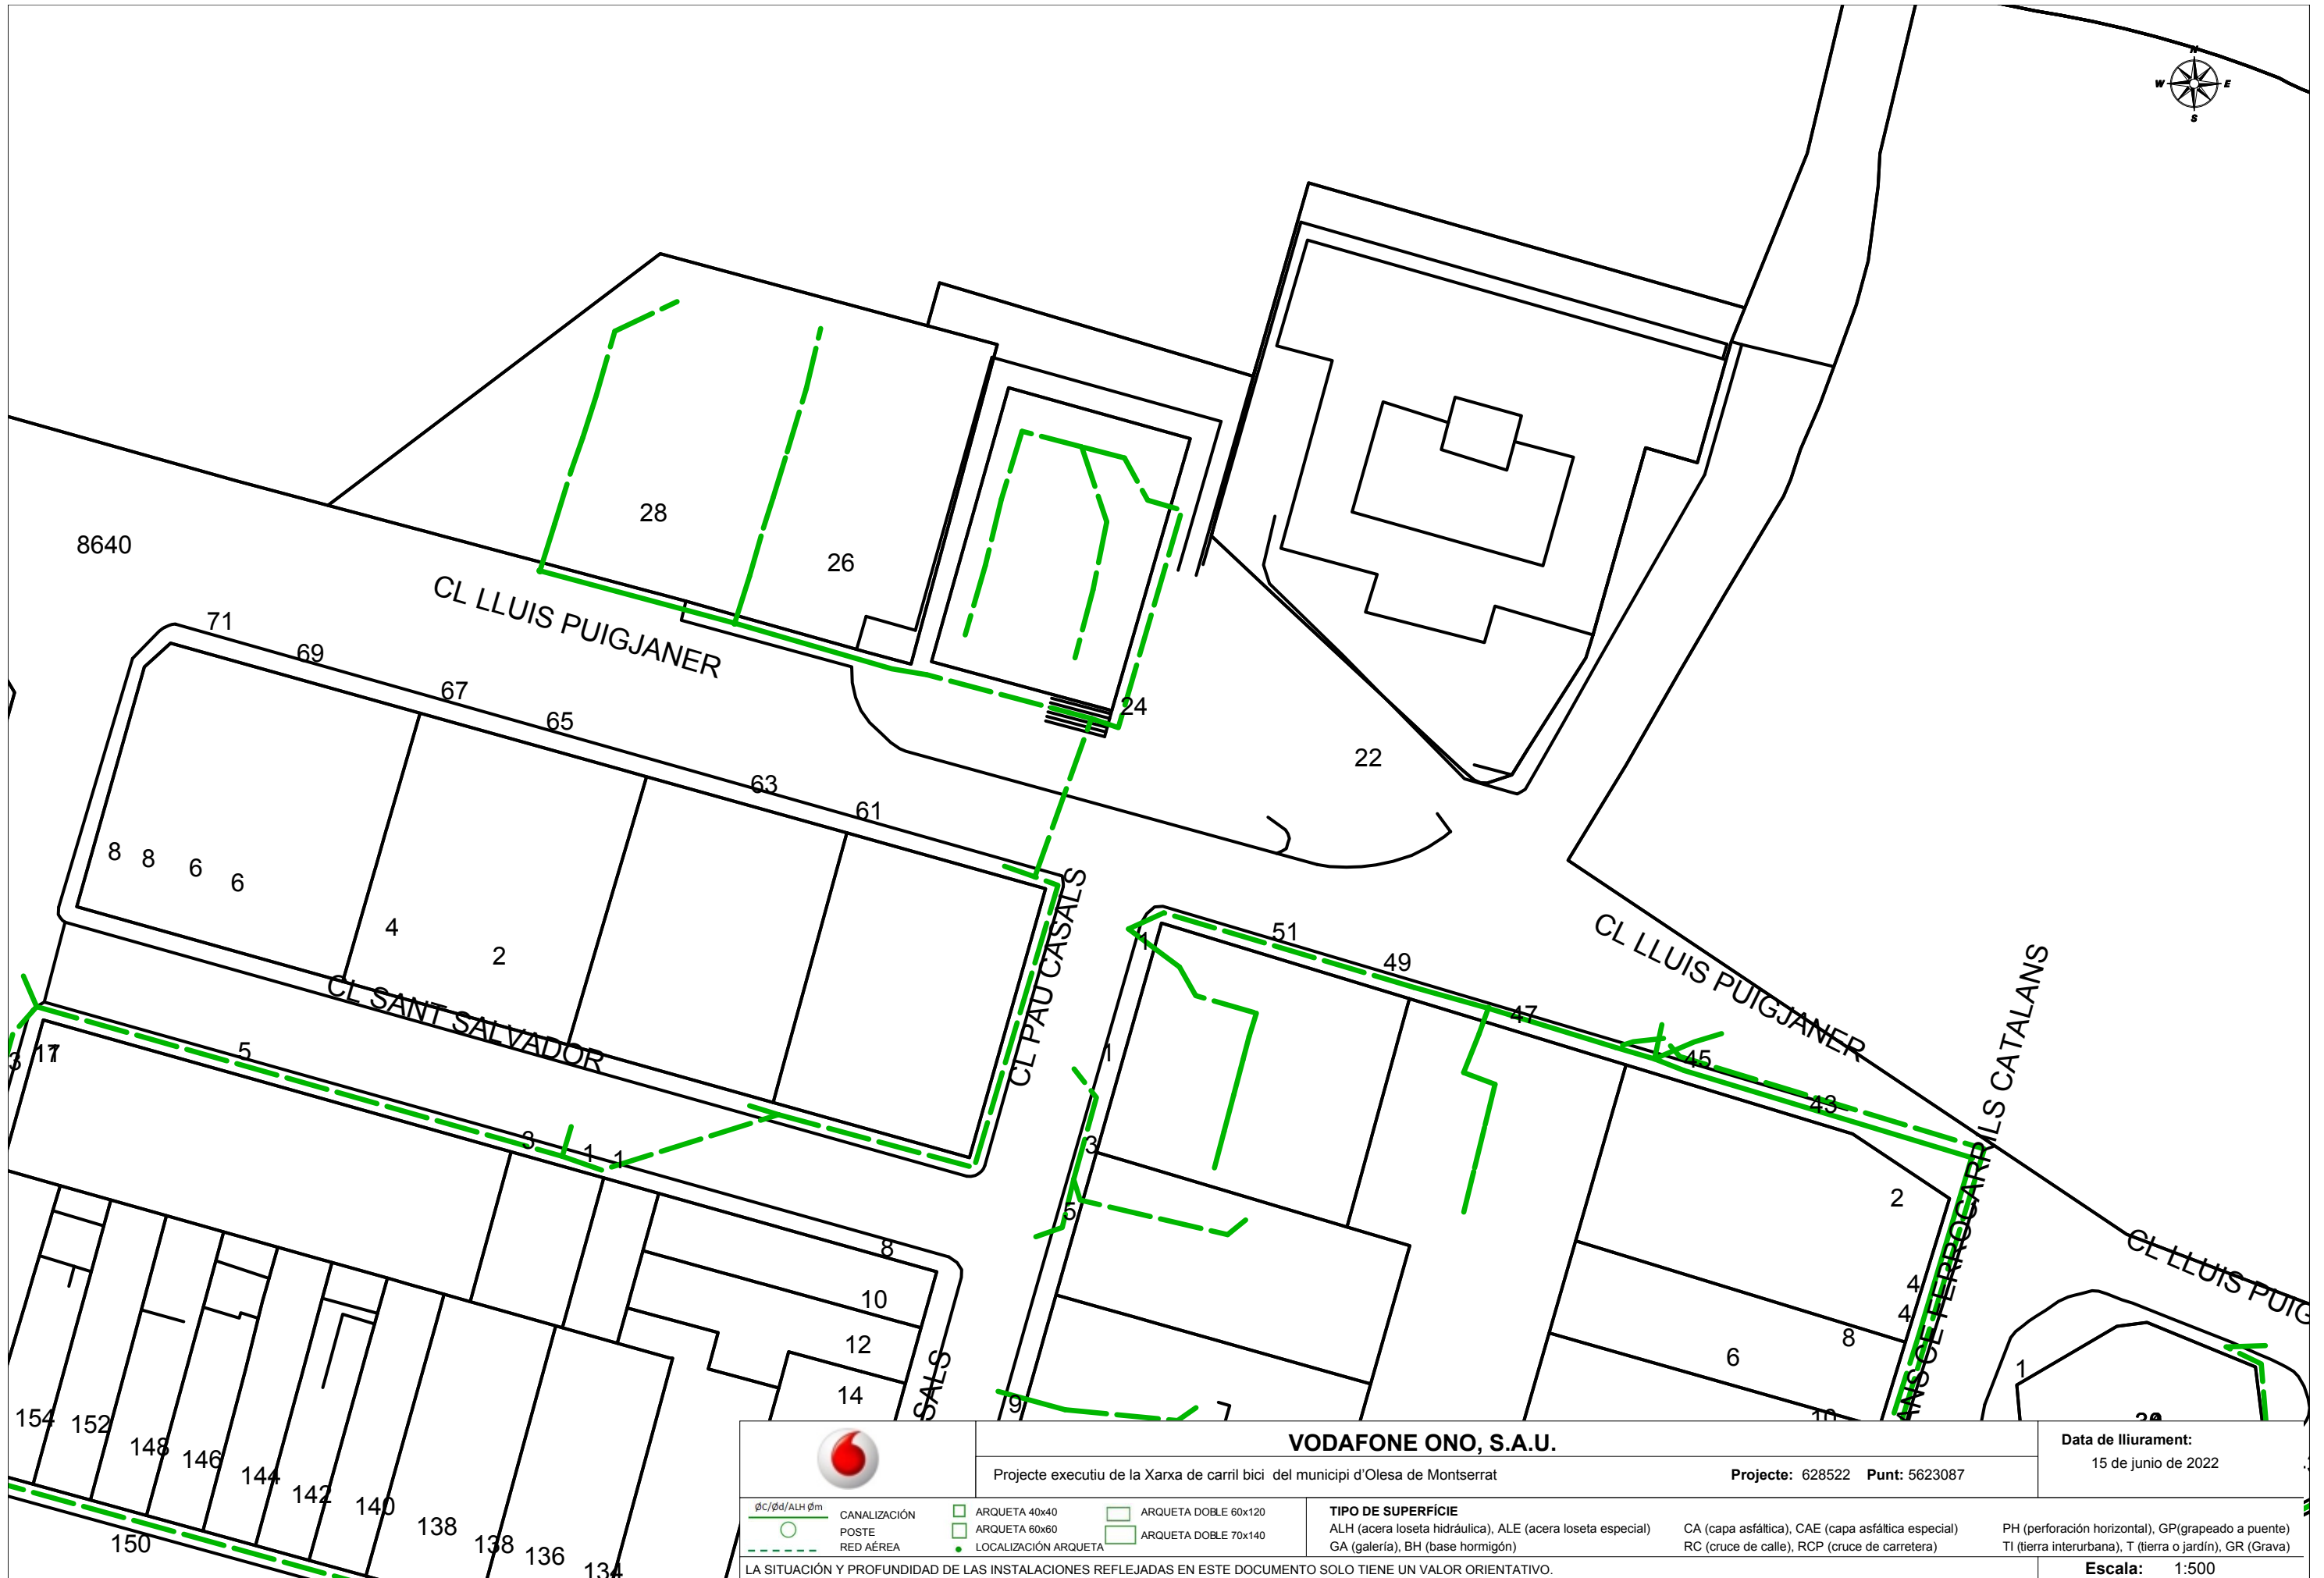 N
W E
S
28
8640
26
CL LLUIS PUIGJANER
71
69
67
65
63
61
24
22
8 8 6 6
4
2
CL SANT SALVADOR
CL PAU CASALS
1
51
49
47
45
43
CL LLUIS PUIGJANER
CL LLUIS PUIG
3
5
3
1
1
1
3
5
9
8
10
12
14
SALS
2
4
4
8
6
10
1
154
152
148
146
144
142
140
138
138
136
134
150
VODAFONE ONO, S.A.U.
Projecte executiu de la Xarxa de carril bici del municipi d'Olesa de Montserrat
Projecte: 628522 Punt: 5623087
Data de lliurament:
15 de junio de 2022
ØC/Ød/ALH Øm
CANALIZACIÓN
POSTE
RED AÉREA
ARQUETA 40x40
ARQUETA 60x60
LOCALIZACIÓN ARQUETA
ARQUETA DOBLE 60x120
ARQUETA DOBLE 70x140
TIPO DE SUPERFÍCIE
ALH (acera loseta hidráulica), ALE (acera loseta especial)
GA (galería), BH (base hormigón)
CA (capa asfáltica), CAE (capa asfáltica especial)
RC (cruce de calle), RCP (cruce de carretera)
PH (perforación horizontal), GP(grapeado a puente)
TI (tierra interurbana), T (tierra o jardín), GR (Grava)
LA SITUACIÓN Y PROFUNDIDAD DE LAS INSTALACIONES REFLEJADAS EN ESTE DOCUMENTO SOLO TIENE UN VALOR ORIENTATIVO.
Escala: 1:500